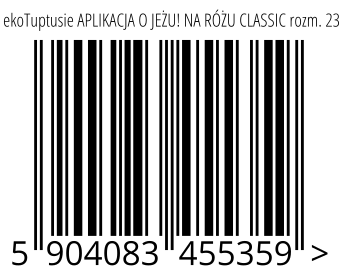 ekoTuptusie APLIKACJA O JEŻU! NA RÓŻU CLASSIC rozm. 23
5 904083 455359 >